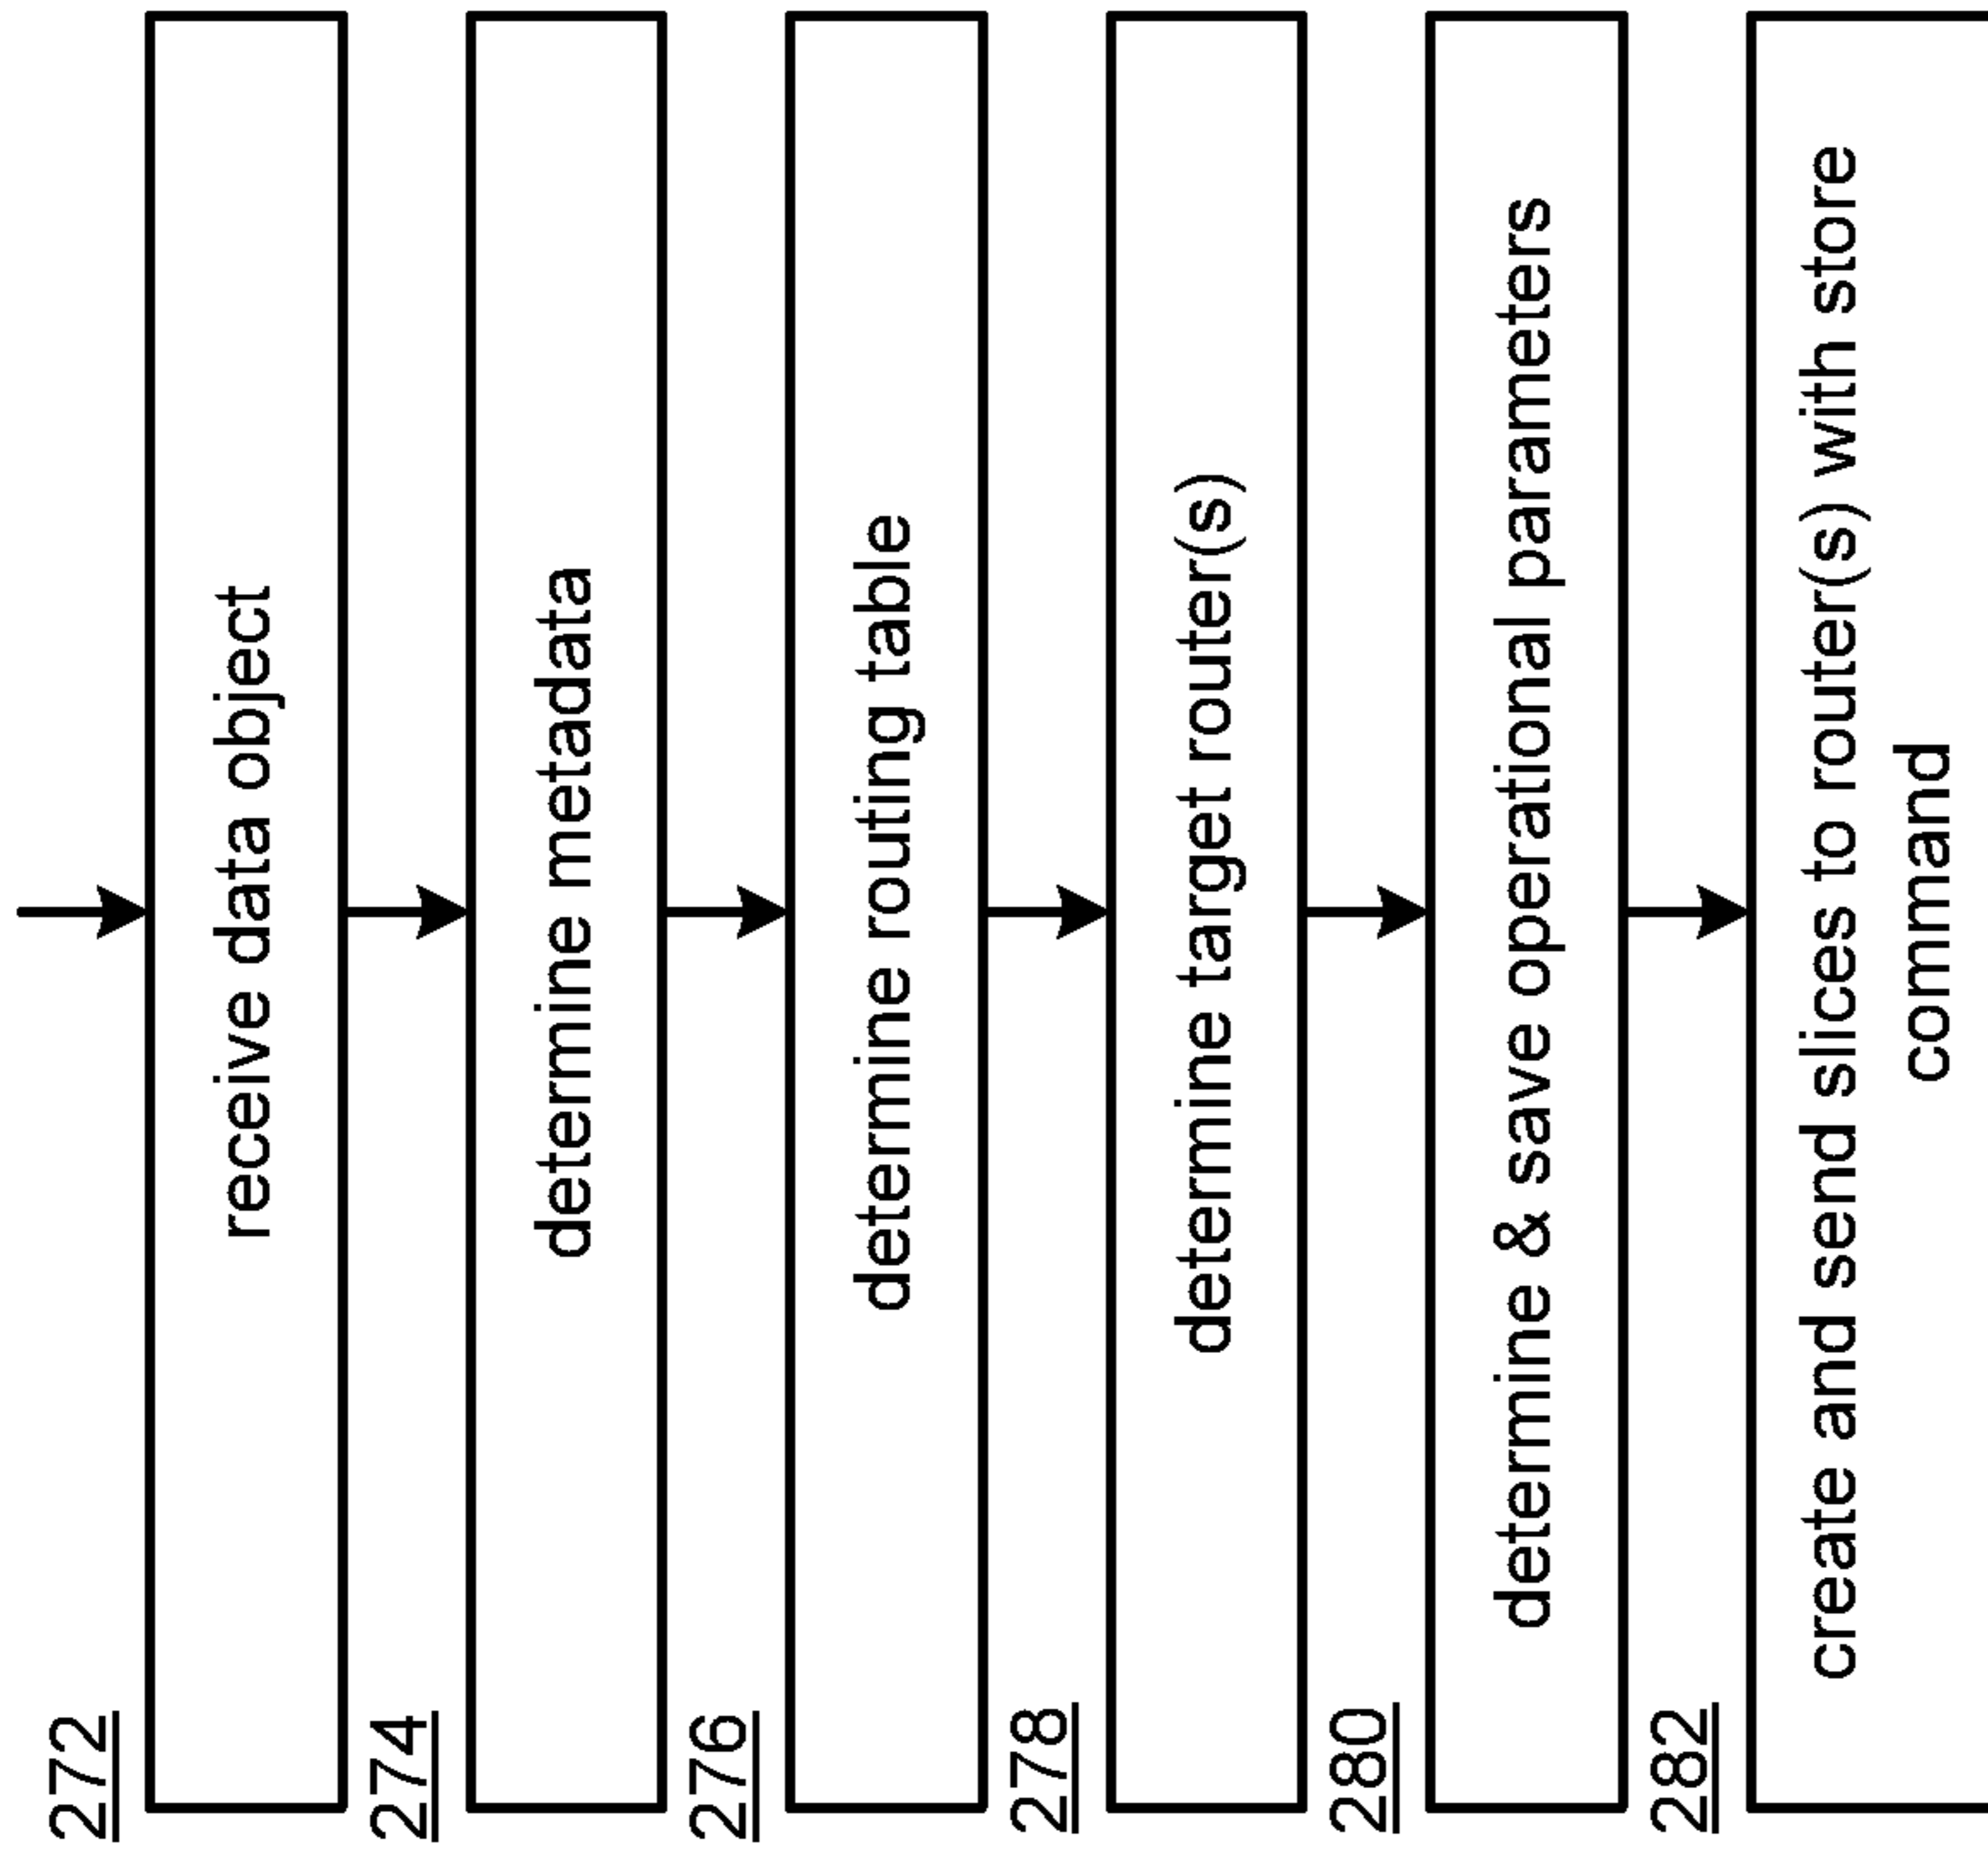 272
receive data object
274
determine metadata
276
determine routing table
278
determine target router(s)
280
determine & save operational parameters
282
create and send slices to router(s) with store
command